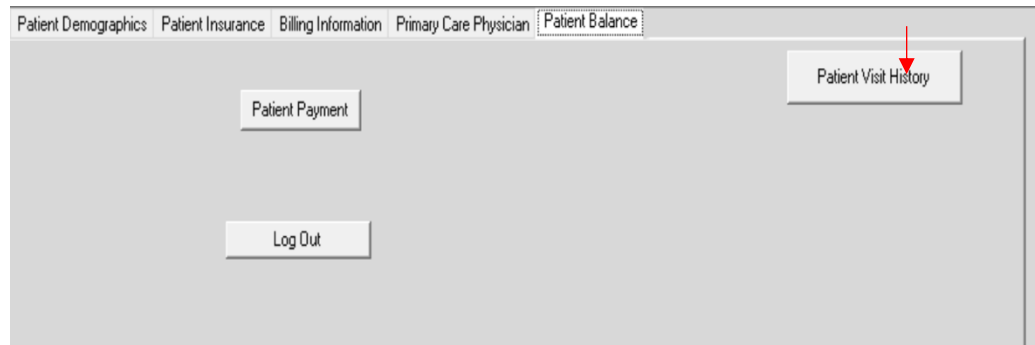 Patient Demographics Patient Insurance Billing Information Primary Care Physician Patient Balance
Patient Visit History
Patient Payment
Log Out